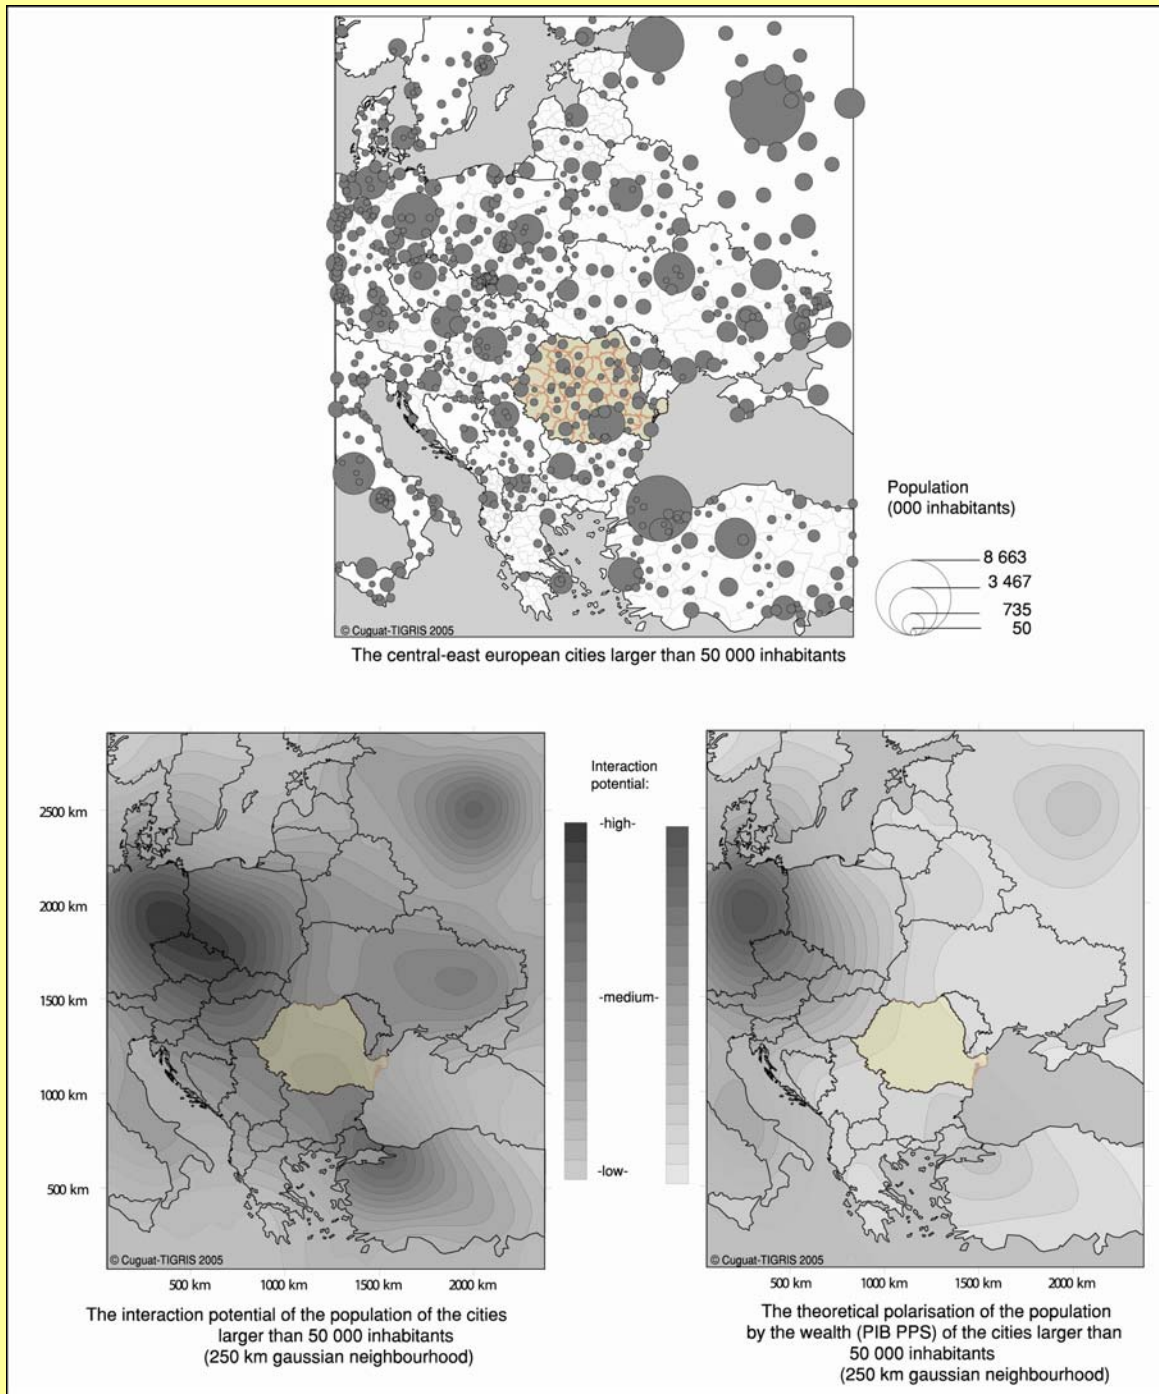 Population
(000 inhabitants)
8 663
3 467
735
50
© Cuguat-TIGRIS 2005
The central-east european cities larger than 50 000 inhabitants
Interaction
potential:
-high-
-medium-
-low-
2500 km
2000 km
1500 km
1000 km
500 km
© Cuguat-TIGRIS 2005
500 km
1000 km
1500 km
2000 km
The interaction potential of the population of the cities
larger than 50 000 inhabitants
(250 km gaussian neighbourhood)
© Cuguat-TIGRIS 2005
500 km
1000 km
1500 km
2000 km
The theoretical polarisation of the population
by the wealth (PIB PPS) of the cities larger than
50 000 inhabitants
(250 km gaussian neighbourhood)